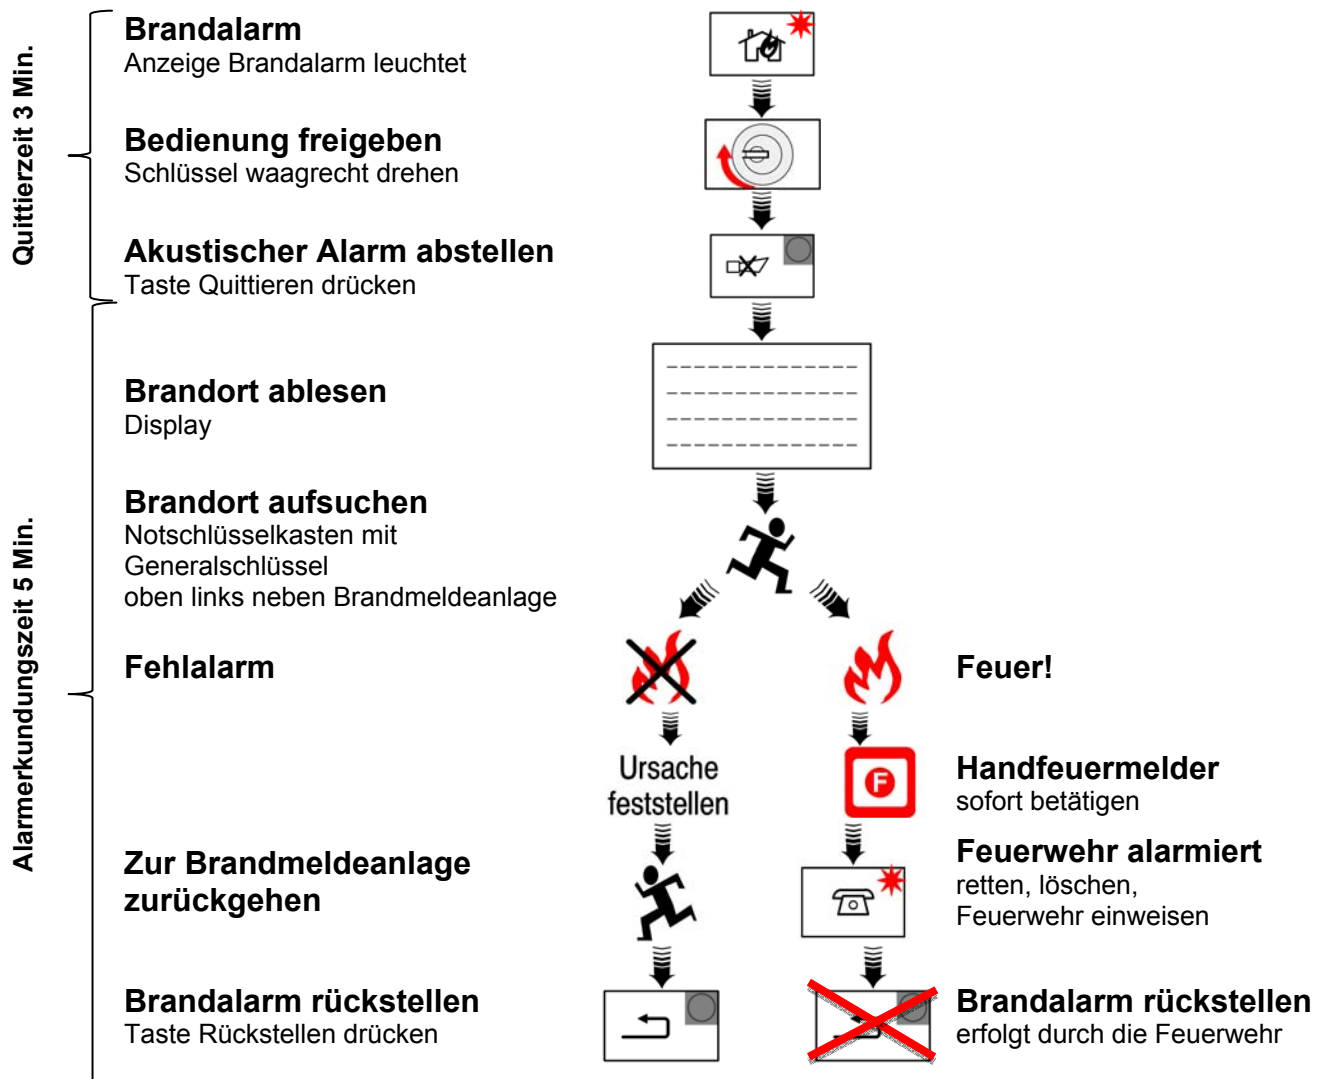 Quittierzeit 3 Min.
Brandalarm
Anzeige Brandalarm leuchtet
Bedienung freigeben
Schlüssel waagrecht drehen
Akustischer Alarm abstellen
Taste Quittieren drücken
Alarmerkundungszeit 5 Min.
Brandort ablesen
Display
Brandort aufsuchen
Notschlüsselkasten mit
Generalschlüssel
oben links neben Brandmeldeanlage
Fehlalarm
Feuer!
Ursache
feststellen
F
Handfeuermelder
sofort betätigen
Zur Brandmeldeanlage
zurückgehen
Feuerwehr alarmiert
retten, löschen,
Feuerwehr einweisen
Brandalarm rückstellen
Taste Rückstellen drücken
Brandalarm rückstellen
erfolgt durch die Feuerwehr